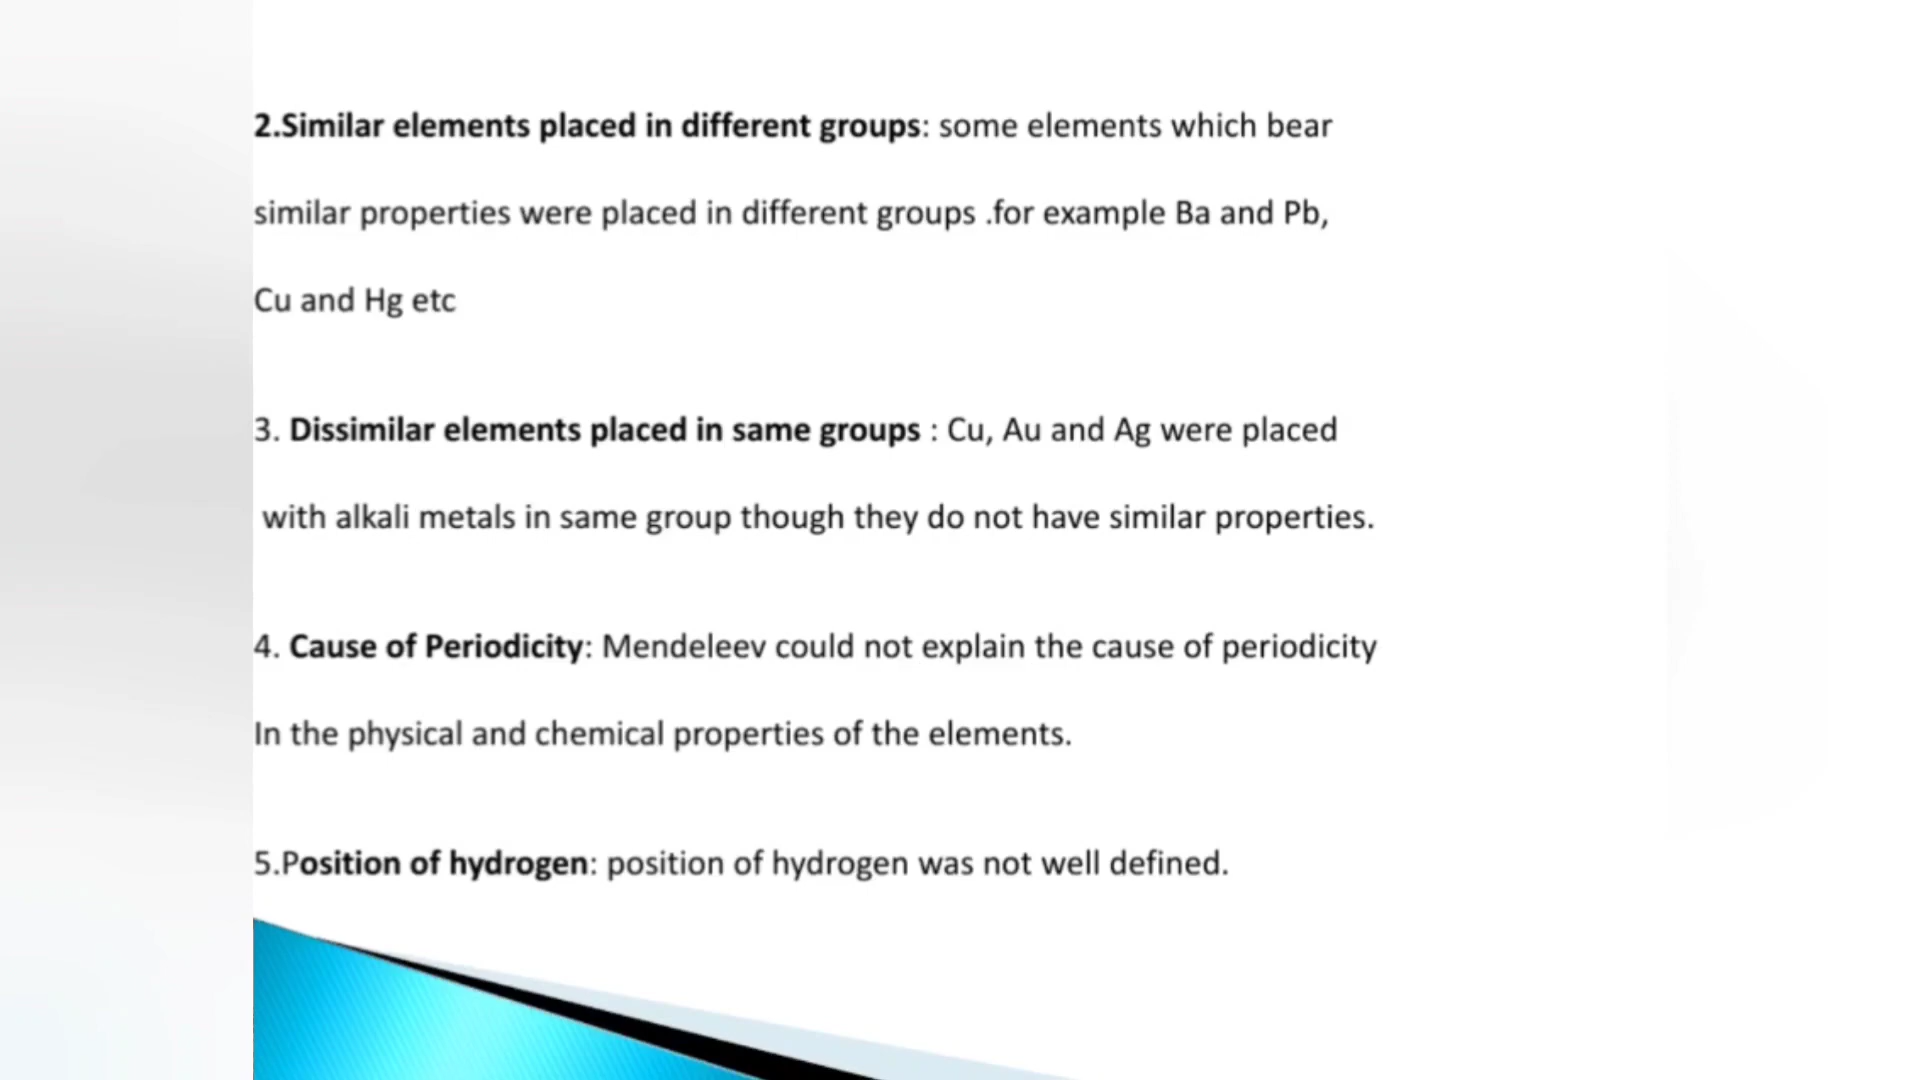 2.Similar elements placed in different groups: some elements which bear
similar properties were placed in different groups .for example Ba and Pb,
Cu and Hg etc
3. Dissimilar elements placed in same groups : Cu, Au and Ag were placed
with alkali metals in same group though they do not have similar properties.
4. Cause of Periodicity: Mendeleev could not explain the cause of periodicity
In the physical and chemical properties of the elements.
5.Position of hydrogen: position of hydrogen was not well defined.